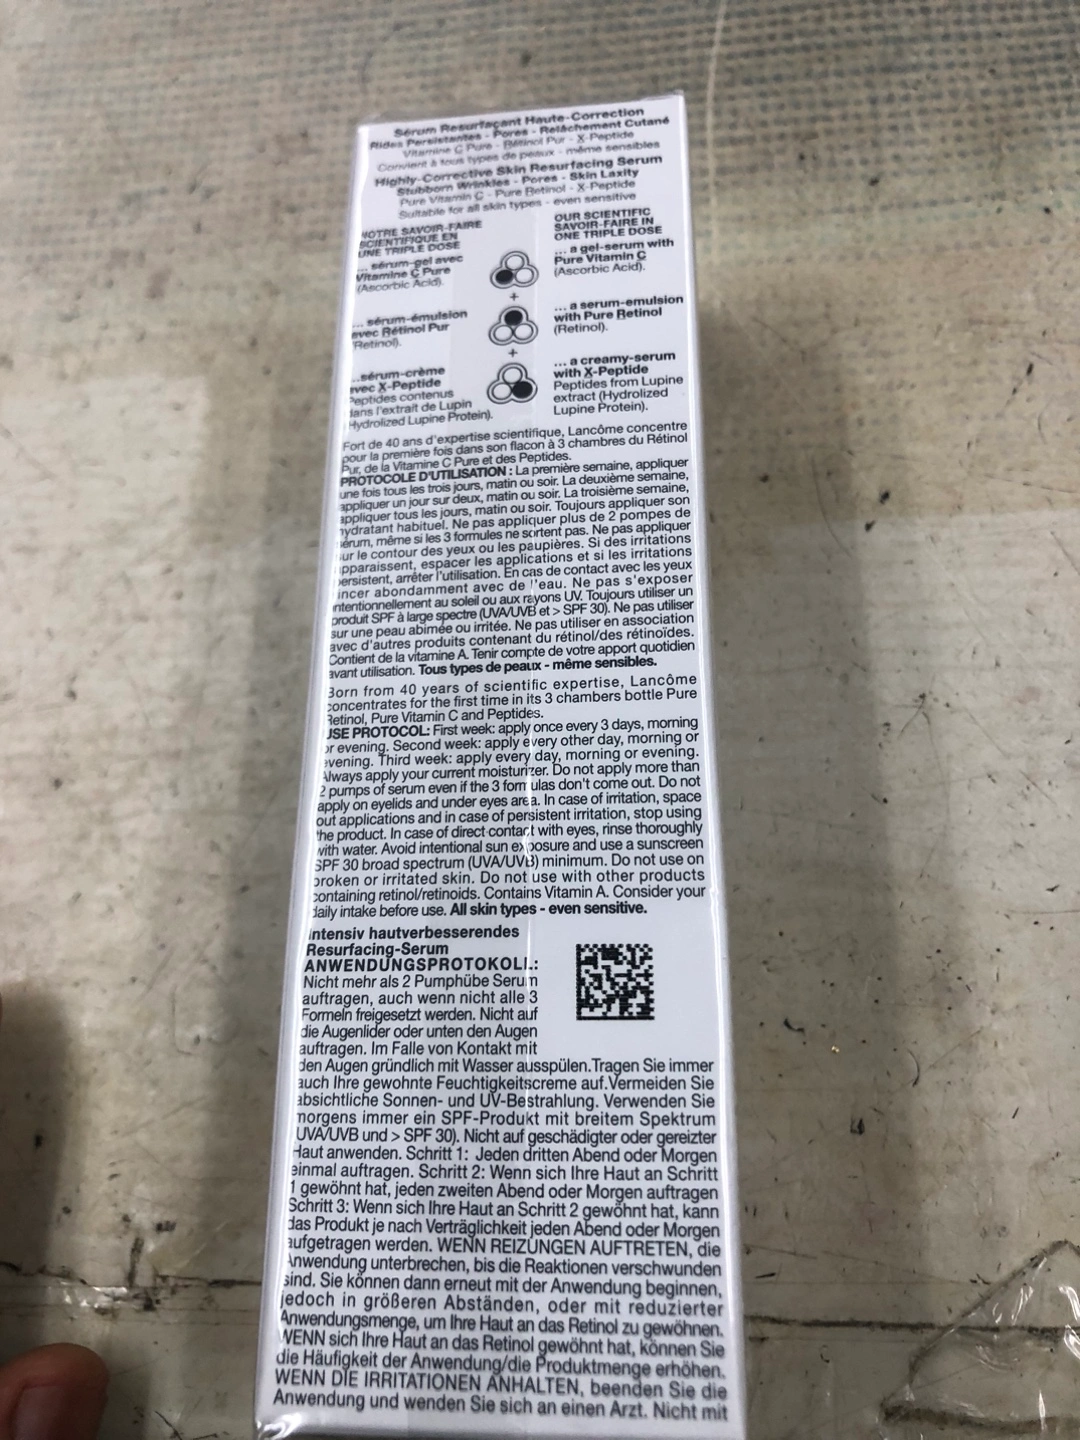 Sérum Resurfaçant Haute-Correction
Rides Persistantes - Pores - Relâchement Cutané
Vitamine C Pure - Rétinol Pur - X-Peptide
Convient à tous types de peaux - même sensibles
Highly-Corrective Skin Resurfacing Serum
Stubborn Wrinkles - Pores - Skin Laxity
Pure Vitamin C - Pure Retinol - X-Peptide
Suitable for all skin types - even sensitive
NOTRE SAVOIR-FAIRE
SCIENTIFIQUE EN
UNE TRIPLE DOSE
... sérum-gel avec
Vitamine C Pure
(Ascorbic Acid).
... sérum-émulsion
avec Rétinol Pur
(Retinol).
...sérum-crème
avec X-Peptide
Peptides contenus
dans l'extrait de Lupin
(Hydrolized Lupine Protein).
+
+
OUR SCIENTIFIC
SAVOIR-FAIRE IN
ONE TRIPLE DOSE
... a gel-serum with
Pure Vitamin C
(Ascorbic Acid).
... a serum-emulsion
with Pure Retinol
(Retinol).
... a creamy-serum
with X-Peptide
Peptides from Lupine
extract (Hydrolized
Lupine Protein).
Fort de 40 ans d'expertise scientifique, Lancôme concentre
pour la première fois dans son flacon à 3 chambres du Rétinol
Pur, de la Vitamine C Pure et des Peptides.
PROTOCOLE D'UTILISATION : La première semaine, appliquer
une fois tous les trois jours, matin ou soir. La deuxième semaine,
appliquer un jour sur deux, matin ou soir. La troisième semaine,
appliquer tous les jours, matin ou soir. Toujours appliquer son
hydratant habituel. Ne pas appliquer plus de 2 pompes de
sérum, même si les 3 formules ne sortent pas. Ne pas appliquer
sur le contour des yeux ou les paupières. Si des irritations
apparaissent, espacer les applications et si les irritations
persistent, arrêter l'utilisation. En cas de contact avec les yeux
rincer abondamment avec de l'eau. Ne pas s'exposer
intentionnellement au soleil ou aux rayons UV. Toujours utiliser un
produit SPF à large spectre (UVA/UVB et > SPF 30). Ne pas utiliser
sur une peau abimée ou irritée. Ne pas utiliser en association
avec d'autres produits contenant du rétinol/des rétinoïdes.
Contient de la vitamine A. Tenir compte de votre apport quotidien
avant utilisation. Tous types de peaux - même sensibles.
Born from 40 years of scientific expertise, Lancôme
concentrates for the first time in its 3 chambers bottle Pure
Retinol, Pure Vitamin C and Peptides.
USE PROTOCOL: First week: apply once every 3 days, morning
or evening. Second week: apply every other day, morning or
evening. Third week: apply every day, morning or evening.
Always apply your current moisturizer. Do not apply more than
2 pumps of serum even if the 3 formulas don't come out. Do not
apply on eyelids and under eyes area. In case of irritation, space
out applications and in case of persistent irritation, stop using
the product. In case of direct contact with eyes, rinse thoroughly
with water. Avoid intentional sun exposure and use a sunscreen
SPF 30 broad spectrum (UVA/UVB) minimum. Do not use on
broken or irritated skin. Do not use with other products
containing retinol/retinoids. Contains Vitamin A. Consider your
daily intake before use. All skin types - even sensitive.
Intensiv hautverbesserendes
Resurfacing-Serum
ANWENDUNGSPROTOKOLL:
Nicht mehr als 2 Pumphübe Serum
auftragen, auch wenn nicht alle 3
Formeln freigesetzt werden. Nicht auf
die Augenlider oder unten den Augen
auftragen. Im Falle von Kontakt mit
den Augen gründlich mit Wasser ausspülen.Tragen Sie immer
auch Ihre gewohnte Feuchtigkeitscreme auf.Vermeiden Sie
absichtliche Sonnen- und UV-Bestrahlung. Verwenden Sie
morgens immer ein SPF-Produkt mit breitem Spektrum
UVA/UVB und > SPF 30). Nicht auf geschädigter oder gereizter
Haut anwenden. Schritt 1: Jeden dritten Abend oder Morgen
einmal auftragen. Schritt 2: Wenn sich Ihre Haut an Schritt
1 gewöhnt hat, jeden zweiten Abend oder Morgen auftragen
Schritt 3: Wenn sich Ihre Haut an Schritt 2 gewöhnt hat, kann
das Produkt je nach Verträglichkeit jeden Abend oder Morgen
aufgetragen werden. WENN REIZUNGEN AUFTRETEN, die
Anwendung unterbrechen, bis die Reaktionen verschwunden
sind. Sie können dann erneut mit der Anwendung beginnen,
jedoch in größeren Abständen, oder mit reduzierter
Anwendungsmenge, um Ihre Haut an das Retinol zu gewöhnen.
WENN sich Ihre Haut an das Retinol gewöhnt hat, können Sie
die Häufigkeit der Anwendung/die Produktmenge erhöhen.
WENN DIE IRRITATIONEN ANHALTEN, beenden Sie die
Anwendung und wenden Sie sich an einen Arzt. Nicht mit